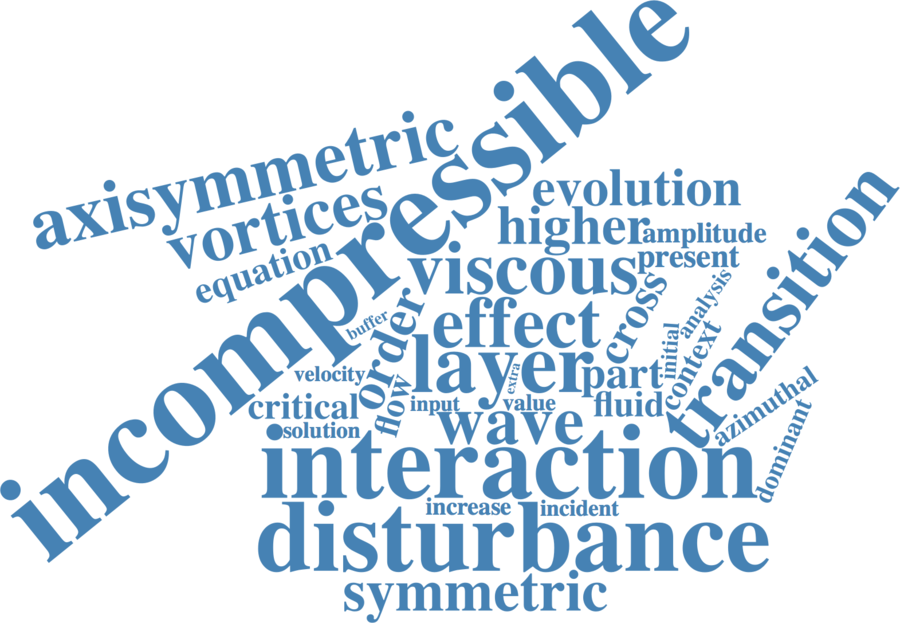 incompressible
axisymmetric
vortices
equation
evolution
higher
amplitude
present
viscous
transition
cross
analysis
buffer
order
effect
initial
context
layer
extra
part
velocity
flow
critical
input
value
fluid
azimuthal
solution
wave
dominant
interaction
increase
incident
disturbance
symmetric